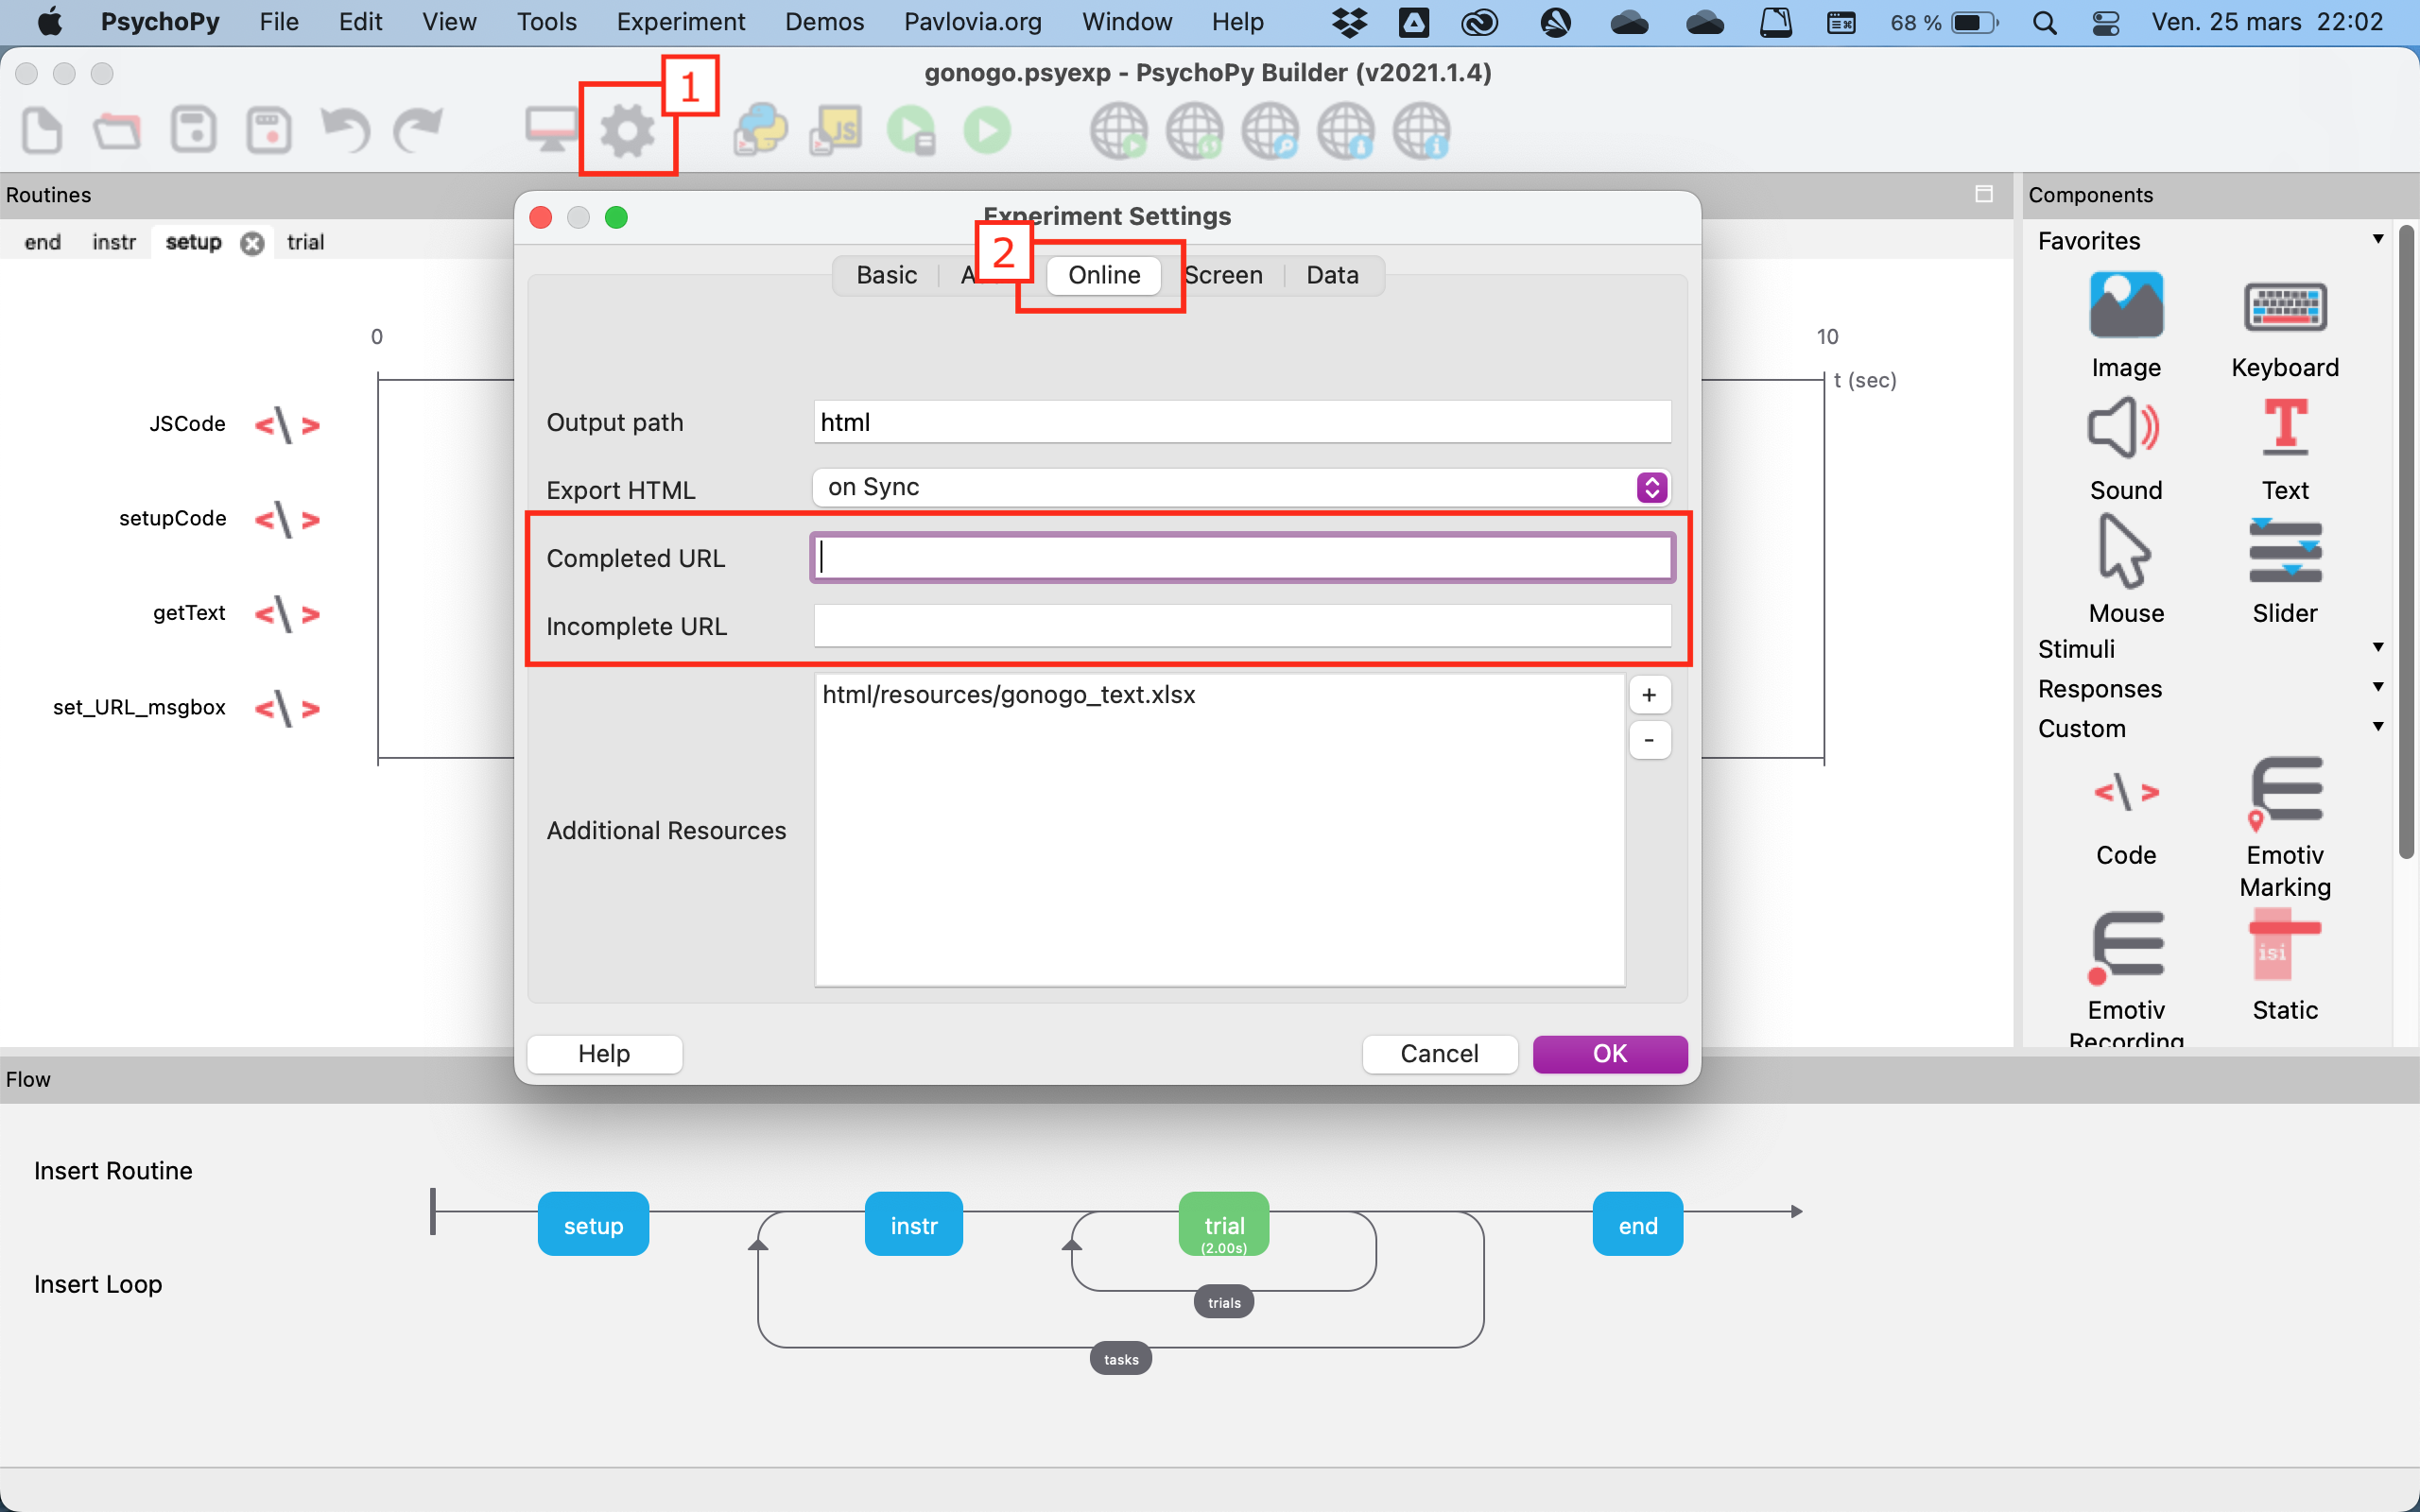 PsychoPy File Edit View Tools Experiment Demos Pavlovia.org Window Help 68 % Ven. 25 mars 22:02
gonogo.psyexp - PsychoPy Builder (v2021.1.4)
1
JS
Routines
Components
end instr setup trial
Favorites
Experiment Settings
2
Basic A Online Screen Data
0
10
t (sec)
Image Keyboard
Output path html
JSCode
Export HTML on Sync
Sound Text
setupCode
Completed URL
getText
Incomplete URL
Mouse Slider
Stimuli
html/resources/gonogo_text.xlsx
+
Responses
set_URL_msgbox
-
Custom
Additional Resources
Code Emotiv
Marking
isi
Emotiv Static
Recording
Help Cancel OK
Flow
Insert Routine
setup instr trial end
(2.00s)
Insert Loop
trials
tasks